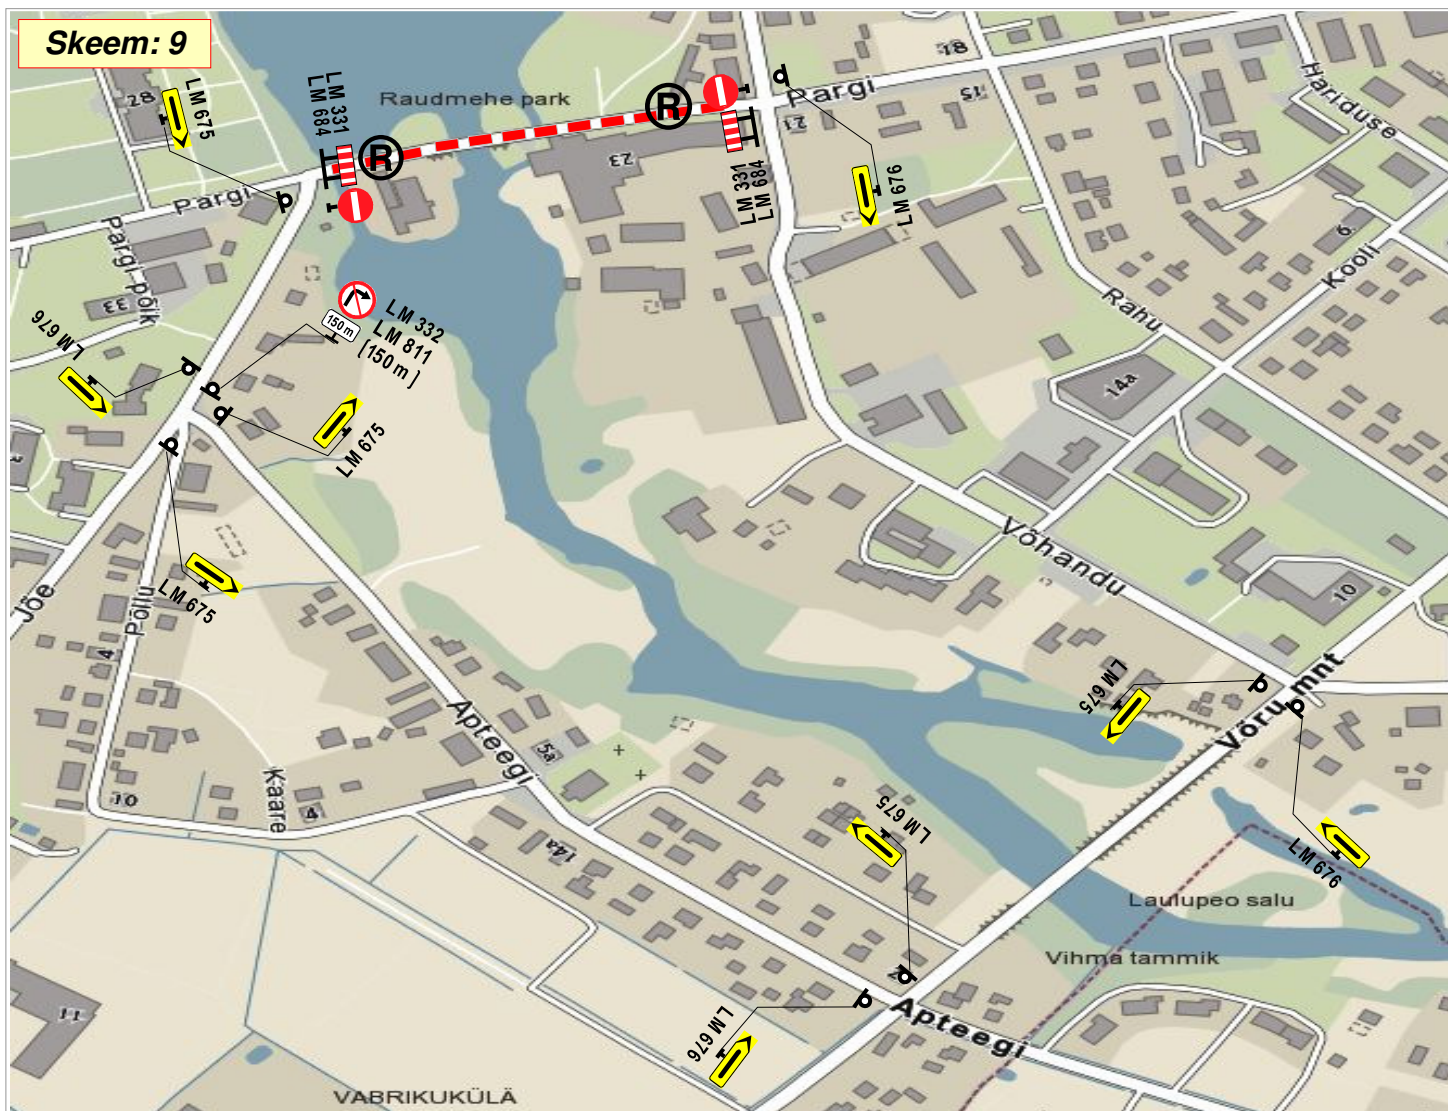 Skeem: 9
28
LM 675
LM 331
LM 684
Raudmehe park
R
R
Pargi
18
15
21
23
LM 331
LM 684
LM 676
Hariduse
6
Kooli
Rahu
14a
Pargi
Pargi põik
33
LM 676
150 m
LM 332
LM 811
[150 m]
LM 675
LM 675
Jõe
Põllu
4
10
Kaare
4
Apteegi
5a
14a
Võhandu
10
LM 675
Võru mnt
LM 675
LM 676
Laulupeo salu
Vihma tammik
2
Apteegi
LM 676
11
VABRIKUKÜLÄ